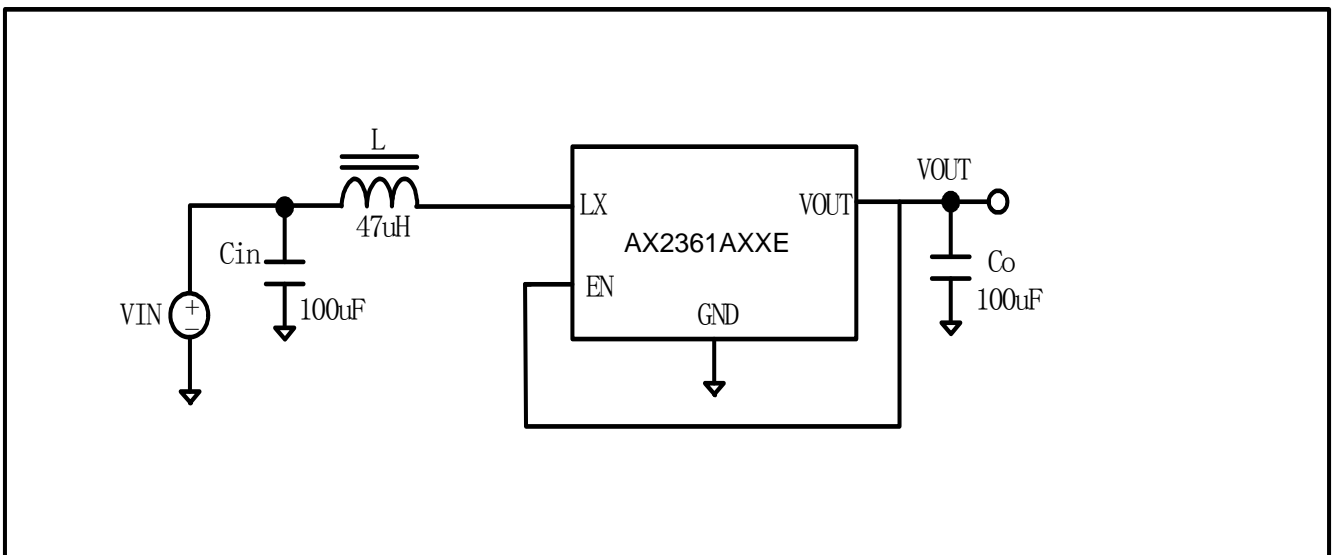 L
47uH
Cin
100uF
VIN
+
−
LX
VOUT
AX2361AXXE
EN
GND
VOUT
Co
100uF